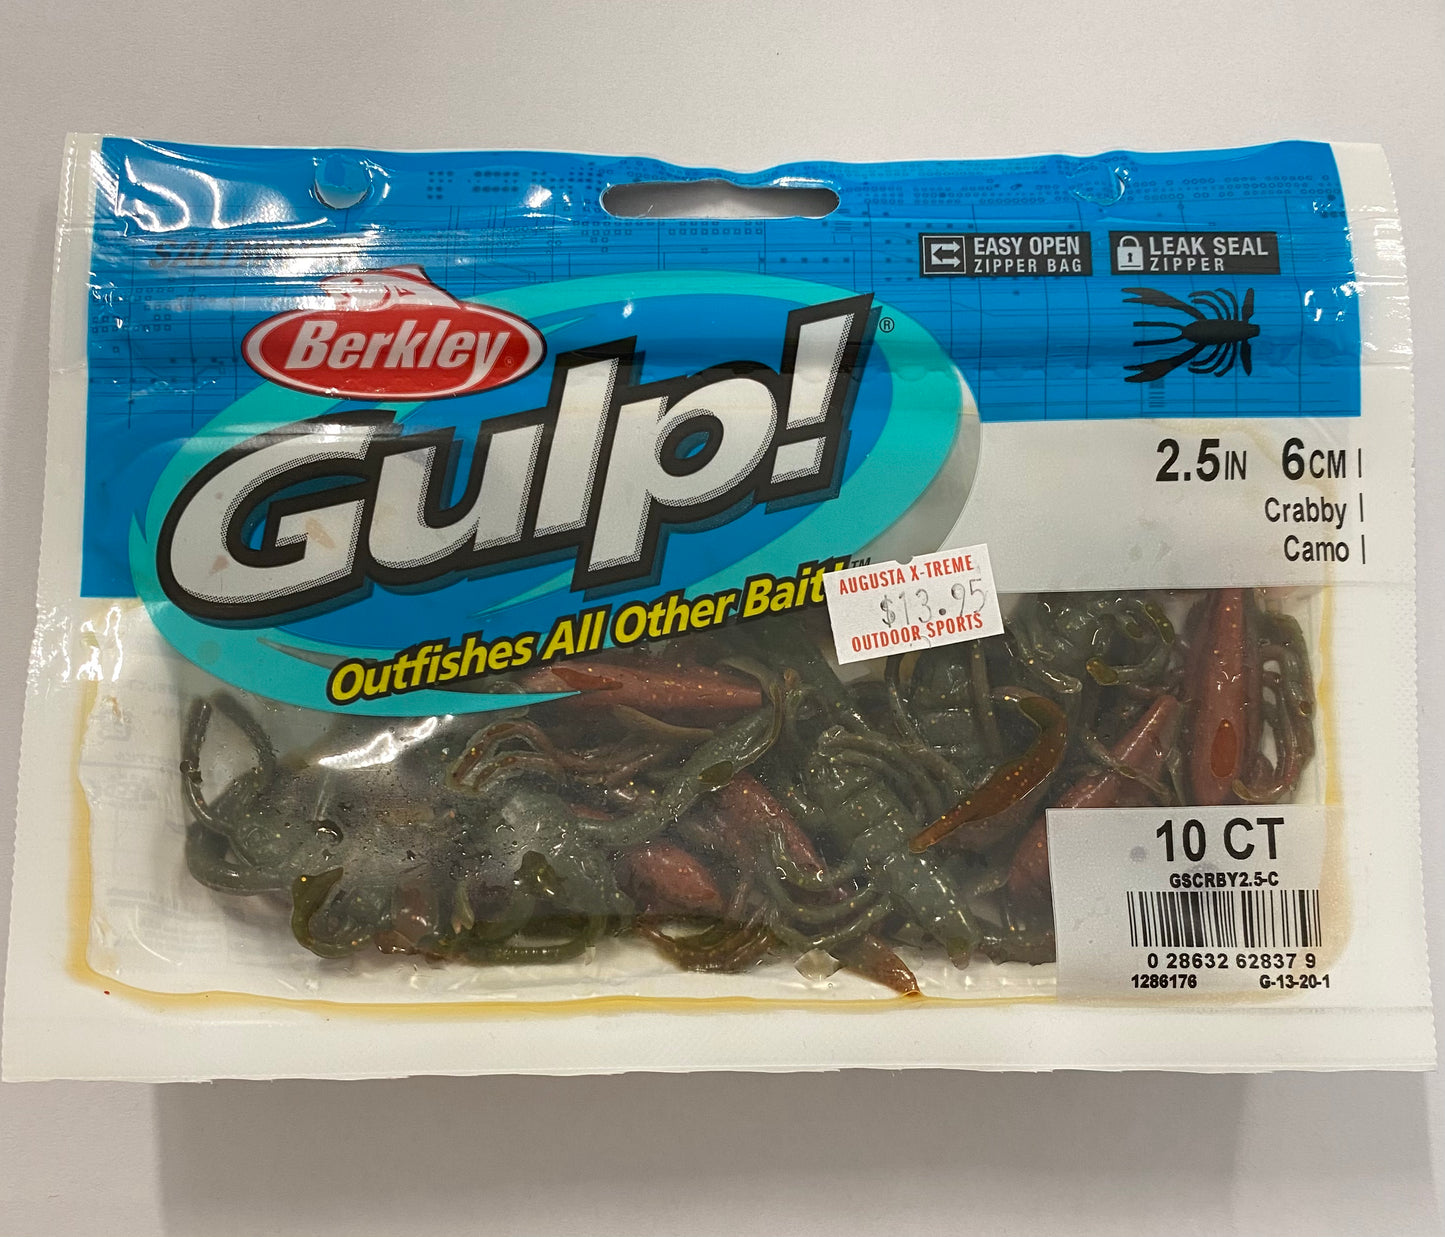 EASY OPEN
ZIPPER BAG
LEAK SEAL
ZIPPER
Berkley
Gulp!®
Outfishes All Other Bait!™
2.5IN 6CM
Crabby
Camo
AUGUSTA X-TREME
$13.95
OUTDOOR SPORTS
10 CT
GSCRBY2.5-C
0 28632 62837 9
1286176 G-13-20-1